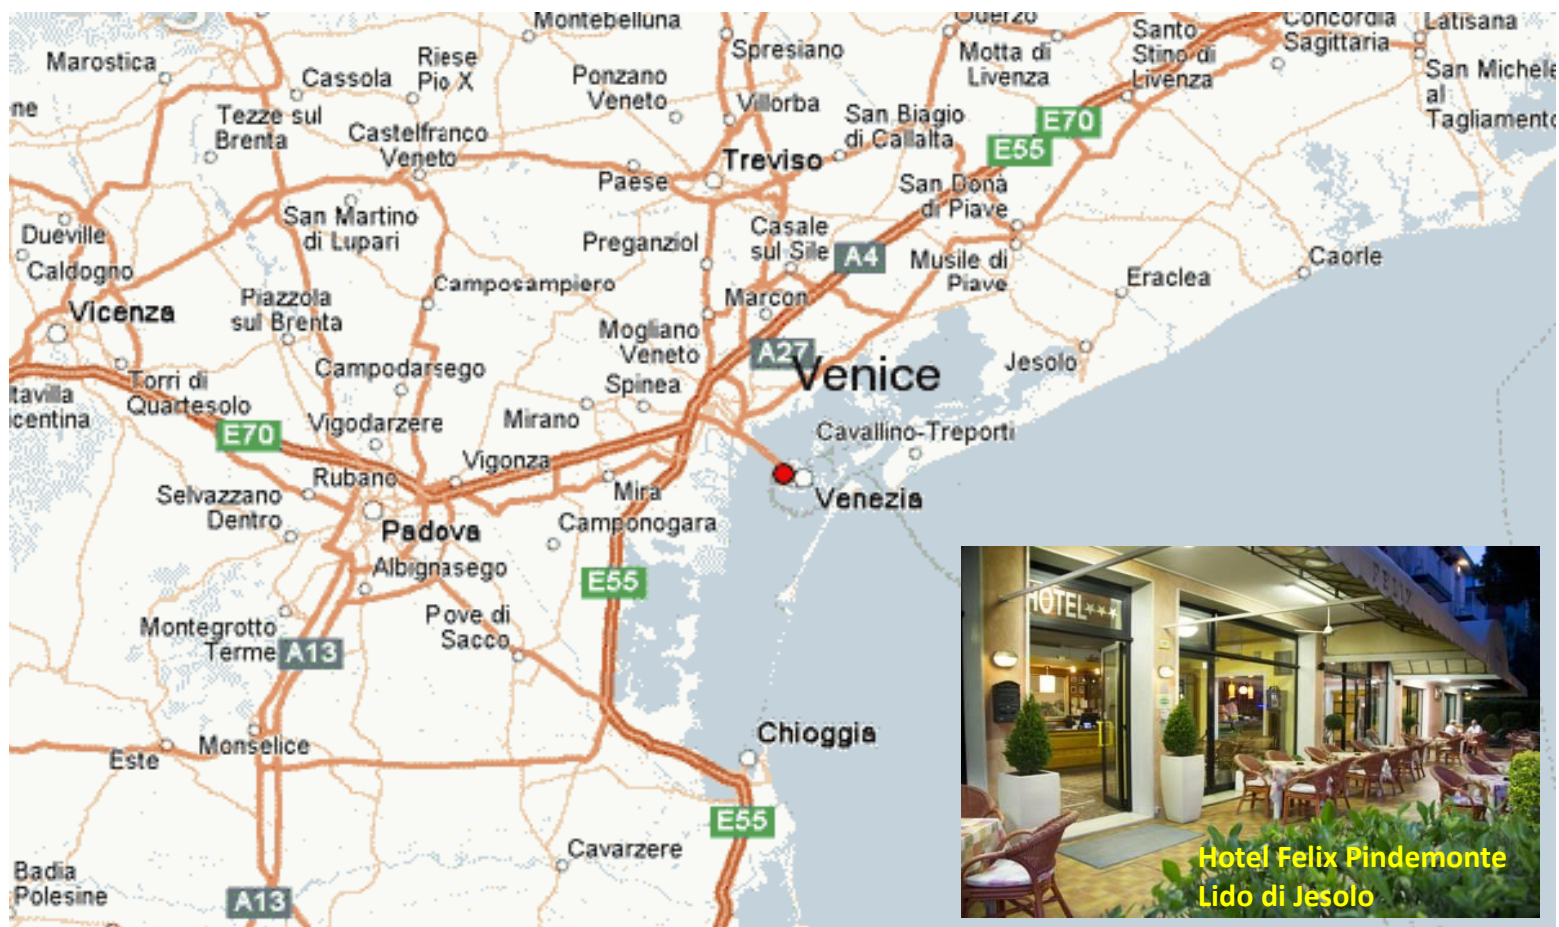 Montebelluna
Oderzo
Concordia
Sagittaria
Latisana
Marostica
Riese
Pio X
Spresiano
Motta di
Livenza
Santo
Stino di
Livenza
San Michele
al
Tagliamento
Cassola
Ponzano
Veneto
Villorba
ne
Tezze sul
Brenta
Castelfranco
Veneto
San Biagio
di Callalta
E70
E55
Treviso
Paese
San Donà
di Piave
Dueville
San Martino
di Lupari
Preganziol
Casale
sul Sile
A4
Musile di
Piave
Caorle
Caldogno
Camposampiero
Eraclea
Vicenza
Piazzola
sul Brenta
Marcon
Mogliano
Veneto
A27
Venice
Jesolo
Campodarsego
Torri di
Quartesolo
Spinea
tavilla
centina
E70
Vigodarzere
Mirano
Cavallino-Treporti
Vigonza
Rubano
Selvazzano
Dentro
Mira
Venezia
Padova
Camponogara
Albignasego
E55
Pove di
Sacco
Montegrotto
Terme
A13
HOTEL ***
FELIX
Monselice
Este
Chioggia
E55
Cavarzere
Badia
Polesine
A13
Hotel Felix Pindemonte
Lido di Jesolo